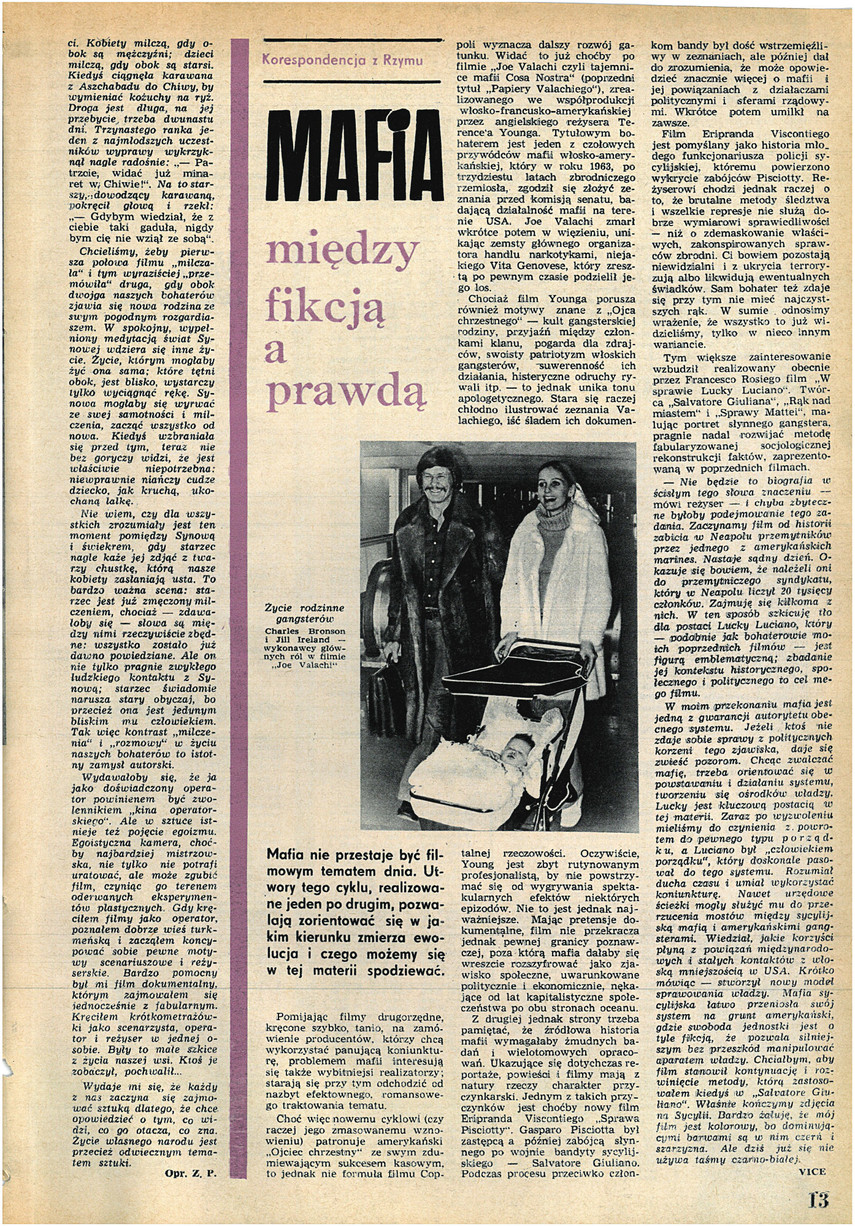 ci. Kobiety milczą, gdy o-
bok są mężczyźni; dzieci
milczą, gdy obok są starsi.
Kiedyś ciągnęła karawana
z Aszchabadu do Chiwy, by
wymieniać kożuchy na ryż.
Droga jest długa, na jej
przebycie trzeba dwunastu
dni. Trzynastego ranka je-
den z najmłodszych uczest-
ników wyprawy wykrzyk-
nął nagle radośnie: „— Pa-
trzcie, widać już mina-
ret w Chiwie!“. Na to star-
szy, dowodzący karawaną,
pokręcił głową i rzekł:
„— Gdybym wiedział, że z
ciebie taki gaduła, nigdy
bym cię nie wziął ze sobą“.
Chcieliśmy, żeby pierw-
sza połowa filmu „milcza-
ła“ i tym wyraziściej „prze-
mówiła“ druga, gdy obok
dwojga naszych bohaterów
zjawia się nowa rodzina ze
swym pogodnym rozgardia-
szem. W spokojny, wypeł-
niony medytacją świat Sy-
nowej wdziera się inne ży-
cie. Życie, którym mogłaby
żyć ona sama; które tętni
obok, jest blisko, wystarczy
tylko wyciągnąć rękę. Sy-
nowa mogłaby się wyrwać
ze swej samotności i mil-
czenia, zacząć wszystko od
nowa. Kiedyś wzbraniała
się przed tym, teraz nie
bez goryczy widzi, że jest
właściwie niepotrzebna:
niewprawnie niańczy cudze
dziecko, jak kruchą, uko-
chaną lalkę.
Nie wiem, czy dla wszy-
stkich zrozumiały jest ten
moment pomiędzy Synową
i świekrem, gdy starzec
nagle każe jej zdjąć z twa-
rzy chustkę, którą nasze
kobiety zasłaniają usta. To
bardzo ważna scena: sta-
rzec jest już zmęczony mil-
czeniem, chociaż — zdawa-
łoby się — słowa są mię-
dzy nimi rzeczywiście zbęd-
ne: wszystko zostało już
dawno powiedziane. Ale on
nie tylko pragnie zwykłego
ludzkiego kontaktu z Sy-
nową; starzec świadomie
narusza stary obyczaj, bo
przecież ona jest jedynym
bliskim mu człowiekiem.
Tak więc kontrast „milcze-
nia“ i „rozmowy“ w życiu
naszych bohaterów to istot-
ny zamysł autorski.
Wydawałoby się, że ja
jako doświadczony opera-
tor powinienem być zwo-
lennikiem „kina operator-
skiego“. Ale w sztuce ist-
nieje też pojęcie egoizmu.
Egoistyczna kamera, choć-
by najbardziej mistrzow-
ska, nie tylko nie potrafi
uratować, ale może zgubić
film, czyniąc go terenem
oderwanych eksperymen-
tów plastycznych. Gdy krę-
ciłem filmy jako operator,
poznałem dobrze wieś turk-
meńską i zacząłem koncy-
pować sobie pewne moty-
wy scenariuszowe i reży-
serskie. Bardzo pomocny
był mi film dokumentalny,
którym zajmowałem się
jednocześnie z fabularnym.
Kręciłem krótkometrażów-
ki jako scenarzysta, opera-
tor i reżyser w jednej o-
sobie. Były to małe szkice
z życia naszej wsi. Ktoś je
zobaczył, pochwalił...
Wydaje mi się, że każdy
z nas zaczyna się zajmo-
wać sztuką dlatego, że chce
opowiedzieć o tym, co wi-
dzi, co go otacza, co zna.
Życie własnego narodu jest
przecież odwiecznym tema-
tem sztuki.
Opr. Z. P.
Korespondencja z Rzymu
MAFIA
między
fikcją
a
prawdą
Życie rodzinne
gangsterów
Charles Bronson
i Jill Ireland —
wykonawcy głów-
nych ról w filmie
„Joe Valachi“
Mafia nie przestaje być fil-
mowym tematem dnia. Ut-
wory tego cyklu, realizowa-
ne jeden po drugim, pozwa-
lają zorientować się w ja-
kim kierunku zmierza ewo-
lucja i czego możemy się
w tej materii spodziewać.
Pomijając filmy drugorzędne,
kręcone szybko, tanio, na zamó-
wienie producentów, którzy chcą
wykorzystać panującą koniunktu-
rę, problemem mafii interesują
się także wybitniejsi realizatorzy;
starają się przy tym odchodzić od
nazbyt efektownego, romansowe-
go traktowania tematu.
Choć więc nowemu cyklowi (czy
raczej jego zmasowanemu wzno-
wieniu) patronuje amerykański
„Ojciec chrzestny“ ze swym zdu-
miewającym sukcesem kasowym,
to jednak nie formuła filmu Cop-
poli wyznacza dalszy rozwój ga-
tunku. Widać to już choćby po
filmie „Joe Valachi czyli tajemni-
ce mafii Cosa Nostra“ (poprzedni
tytuł „Papiery Valachiego“), zrea-
lizowanego we współprodukcji
włosko-francusko-amerykańskiej
przez angielskiego reżysera Te-
rence'a Younga. Tytułowym bo-
haterem jest jeden z czołowych
przywódców mafii włosko-amery-
kańskiej, który w roku 1963, po
trzydziestu latach zbrodniczego
rzemiosła, zgodził się złożyć ze-
znania przed komisją senatu, ba-
dającą działalność mafii na tere-
nie USA. Joe Valachi zmarł
wkrótce potem w więzieniu, uni-
kając zemsty głównego organiza-
tora handlu narkotykami, nieja-
kiego Vita Genovese, który zresz-
tą po pewnym czasie podzielił je-
go los.
Chociaż film Younga porusza
również motywy znane z „Ojca
chrzestnego“ — kult gangsterskiej
rodziny, przyjaźń między człon-
kami klanu, pogarda dla zdraj-
ców, swoisty patriotyzm włoskich
gangsterów, suwerenność ich
działania, histeryczne odruchy ry-
wali itp. — to jednak unika tonu
apologetycznego. Stara się raczej
chłodno ilustrować zeznania Va-
lachiego, iść śladem ich dokumen-
talnej rzeczowości. Oczywiście,
Young jest zbyt rutynowanym
profesjonalistą, by nie powstrzy-
mać się od wygrywania spekta-
kularnych efektów niektórych
epizodów. Nie to jest jednak naj-
ważniejsze. Mając pretensje do-
kumentalne, film nie przekracza
jednak pewnej granicy poznaw-
czej, poza którą mafia dałaby się
wreszcie rozszyfrować jako zja-
wisko społeczne, uwarunkowane
politycznie i ekonomicznie, nęka-
jące od lat kapitalistyczne społe-
czeństwa po obu stronach oceanu.
Z drugiej jednak strony trzeba
pamiętać, że źródłowa historia
mafii wymagałaby żmudnych ba-
dań i wielotomowych opraco-
wań. Ukazujące się dotychczas re-
portaże, powieści i filmy mają z
natury rzeczy charakter przy-
czynkarski. Jednym z takich przy-
czynków jest choćby nowy film
Eripranda Viscontiego „Sprawa
Pisciotty“. Gasparo Pisciotta był
zastępcą a później zabójcą słyn-
nego po wojnie bandyty sycylij-
skiego — Salvatore Giuliano.
Podczas procesu przeciwko człon-
kom bandy był dość wstrzemięźli-
wy w zeznaniach, ale później dał
do zrozumienia, że może opowie-
dzieć znacznie więcej o mafii i
jej powiązaniach z działaczami
politycznymi i sferami rządowy-
mi. Wkrótce potem umilkł na
zawsze.
Film Eripranda Viscontiego
jest pomyślany jako historia mło-
dego funkcjonariusza policji sy-
cylijskiej, któremu powierzono
wykrycie zabójców Pisciotty. Re-
żyserowi chodzi jednak raczej o
to, że brutalne metody śledztwa
i wszelkie represje nie służą do-
brze wymiarowi sprawiedliwości
— niż o zdemaskowanie właści-
wych, zakonspirowanych spraw-
ców zbrodni. Ci bowiem pozostają
niewidzialni i z ukrycia terrory-
zują albo likwidują ewentualnych
świadków. Sam bohater też zdaje
się przy tym nie mieć najczyst-
szych rąk. W sumie odnosimy
wrażenie, że wszystko to już wi-
dzieliśmy, tylko w nieco innym
wariancie.
Tym większe zainteresowanie
wzbudził realizowany obecnie
przez Francesco Rosiego film „W
sprawie Lucky Luciano“. Twór-
ca „Salvatore Giuliana“, „Rąk nad
miastem“ i „Sprawy Mattei“, ma-
lując portret słynnego gangstera,
pragnie nadal rozwijać metodę
fabularyzowanej socjologicznej
rekonstrukcji faktów, zaprezento-
waną w poprzednich filmach.
— Nie będzie to biografia w
ścisłym tego słowa znaczeniu —
mówi reżyser — i chyba zbytecz-
ne byłoby podejmowanie tego za-
dania. Zaczynamy film od historii
zabicia w Neapolu przemytników
przez jednego z amerykańskich
marines. Nastaje sądny dzień. O-
kazuje się bowiem, że należeli oni
do przemytniczego syndykatu,
który w Neapolu liczył 20 tysięcy
członków. Zajmuję się kilkoma z
nich. W ten sposób szkicuję tło
dla postaci Lucky Luciano, który
— podobnie jak bohaterowie mo-
ich poprzednich filmów — jest
figurą emblematyczną; zbadanie
jej kontekstu historycznego, spo-
łecznego i politycznego to cel me-
go filmu.
W moim przekonaniu mafia jest
jedną z gwarancji autorytetu obe-
cnego systemu. Jeżeli ktoś nie
zdaje sobie sprawy z politycznych
korzeni tego zjawiska, daje się
zwieść pozorom. Chcąc zwalczać
mafię, trzeba orientować się w
powstawaniu i działaniu systemu,
tworzeniu się ośrodków władzy.
Lucky jest kluczową postacią w
tej materii. Zaraz po wyzwoleniu
mieliśmy do czynienia z powro-
tem do pewnego typu porząd-
ku, a Luciano był „człowiekiem
porządku“, który doskonale paso-
wał do tego systemu. Rozumiał
ducha czasu i umiał wykorzystać
koniunkturę. Nawet urzędowe
ścieżki mogły służyć mu do prze-
rzucenia mostów między sycylij-
ską mafią i amerykańskimi gang-
sterami. Wiedział, jakie korzyści
płyną z powiązań międzynarodo-
wych i stałych kontaktów z wło-
ską mniejszością w USA. Krótko
mówiąc — stworzył nowy model
sprawowania władzy. Mafia sy-
cylijska łatwo przeniosła swój
system na grunt amerykański,
gdzie swoboda jednostki jest o
tyle fikcją, że pozwala silniej-
szym bez przeszkód manipulować
aparatem władzy. Chciałbym, aby
film stanowił kontynuację i roz-
winięcie metody, którą zastoso-
wałem kiedyś w „Salvatore Giu-
liano“. Właśnie kończymy zdjęcia
na Sycylii. Bardzo żałuję, że mój
film jest kolorowy, bo dominują-
cymi barwami są w nim czerń i
szarzyzna. Ale dziś już się nie
używa taśmy czarno-białej.
VICE
13